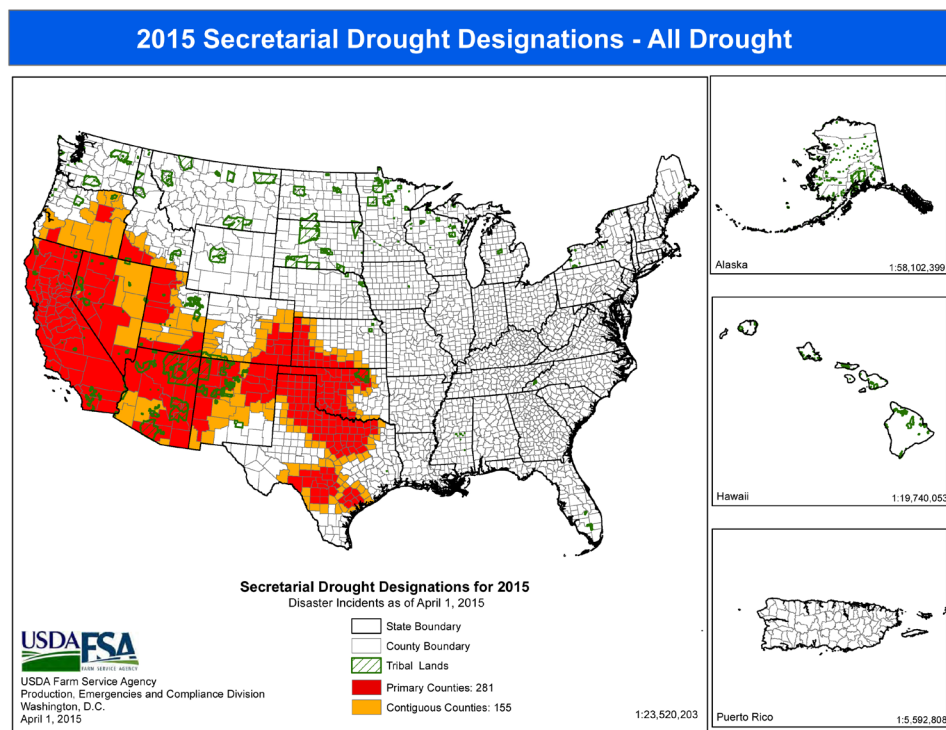 2015 Secretarial Drought Designations - All Drought
Alaska
1:58,102,399
Hawaii
1:19,740,053
Secretarial Drought Designations for 2015
Disaster Incidents as of April 1, 2015
State Boundary
County Boundary
Tribal Lands
Primary Counties: 281
Contiguous Counties: 155
USDA FSA
FARM SERVICE AGENCY
USDA Farm Service Agency
Production, Emergencies and Compliance Division
Washington, D.C.
April 1, 2015
1:23,520,203
Puerto Rico
1:5,592,808